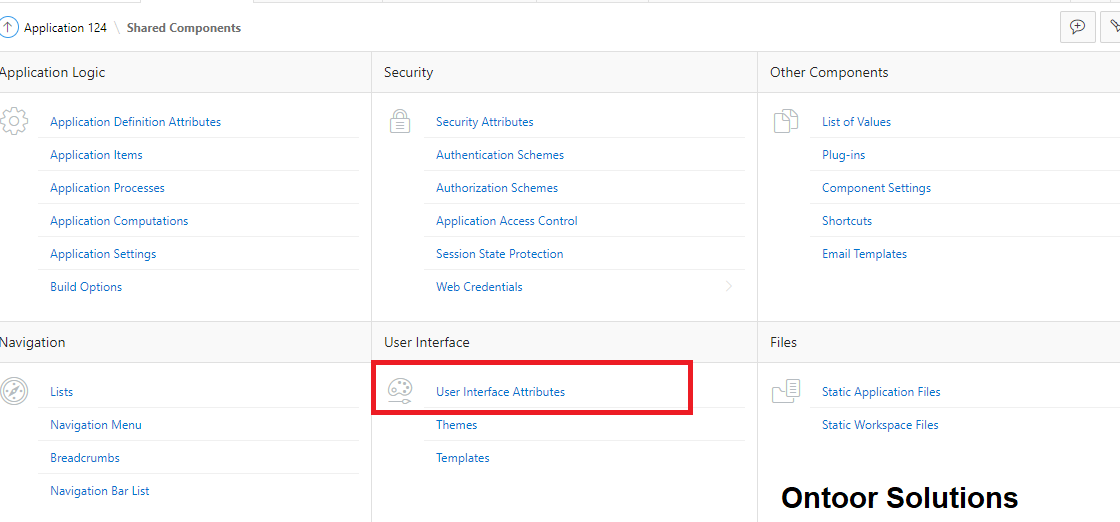 Application 124 \ Shared Components
Application Logic
Application Definition Attributes
Application Items
Application Processes
Application Computations
Application Settings
Build Options
Security
Security Attributes
Authentication Schemes
Authorization Schemes
Application Access Control
Session State Protection
Web Credentials
Other Components
List of Values
Plug-ins
Component Settings
Shortcuts
Email Templates
Navigation
Lists
Navigation Menu
Breadcrumbs
Navigation Bar List
User Interface
User Interface Attributes
Themes
Templates
Files
Static Application Files
Static Workspace Files
Ontoor Solutions